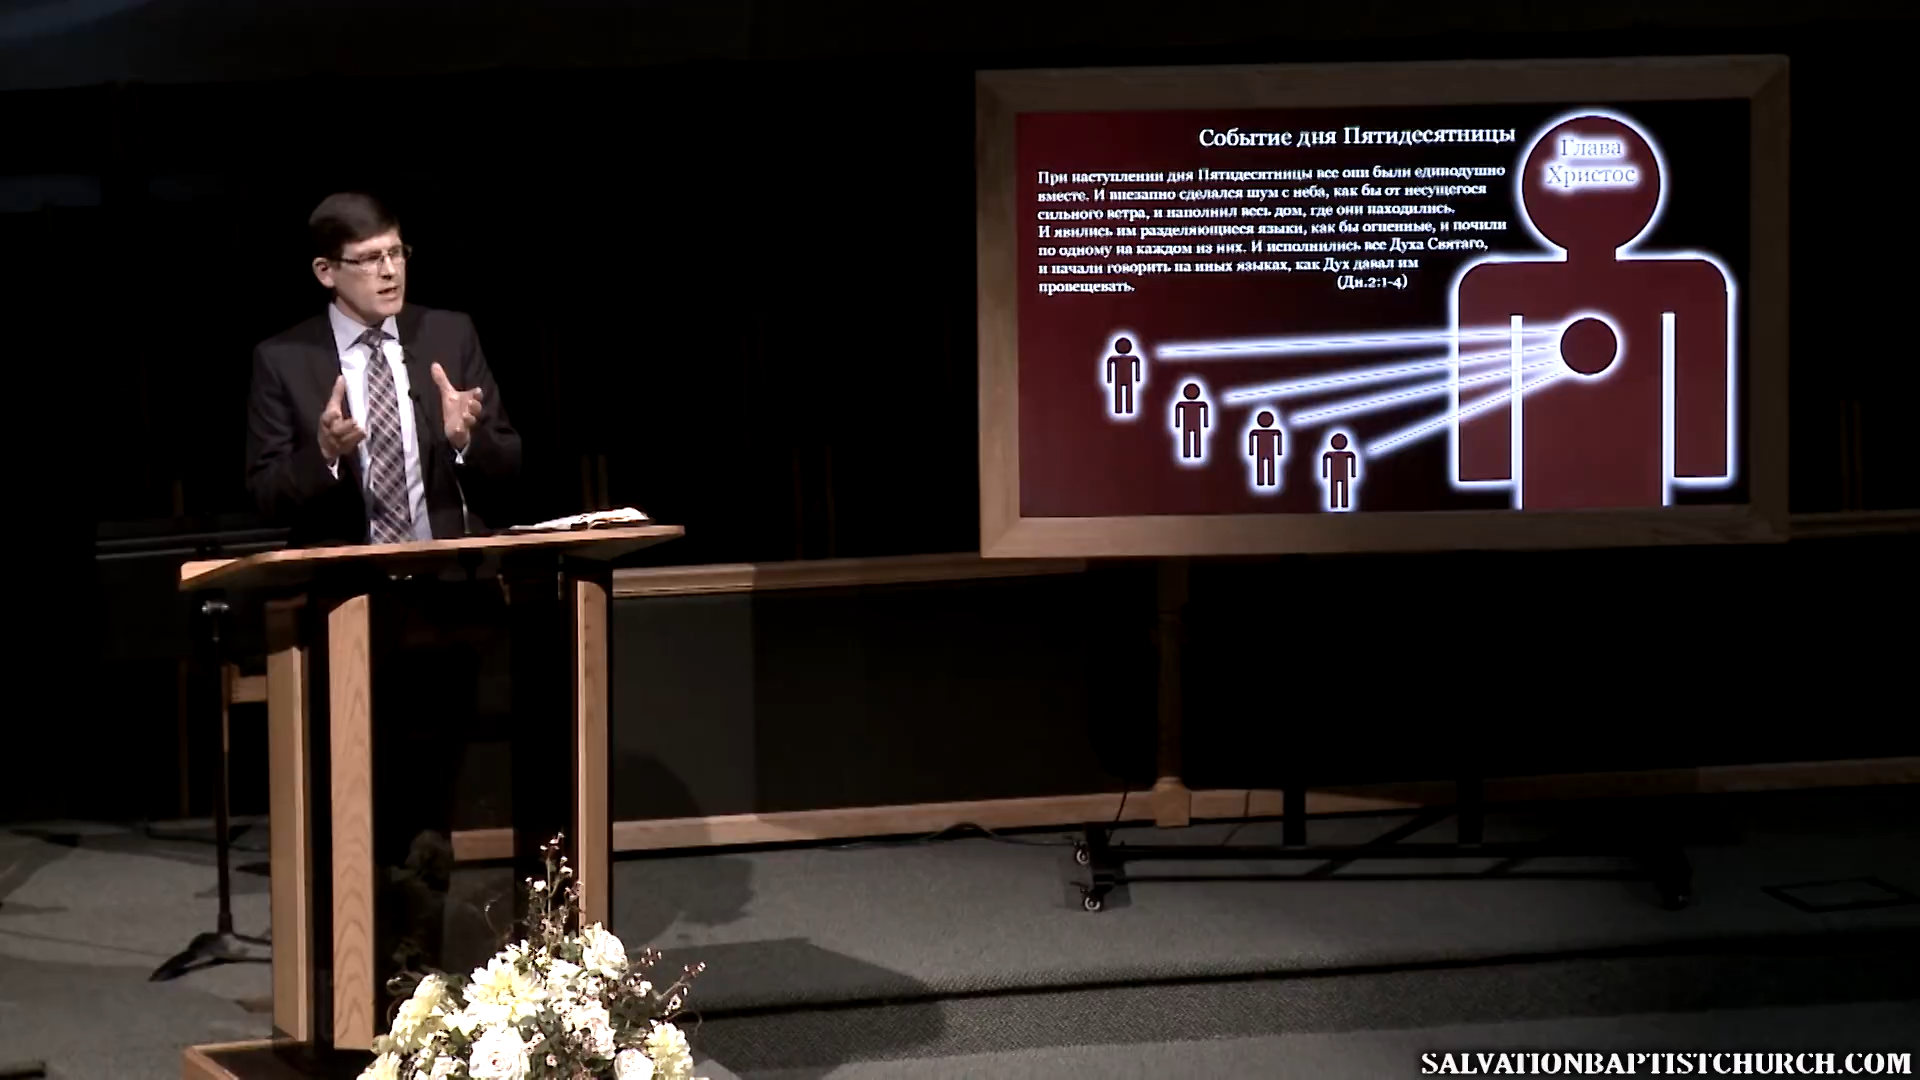 Событие дня Пятидесятницы
Глава
Христос
При наступлении дня Пятидесятницы все они были единодушно
вместе. И внезапно сделался шум с неба, как бы от несущегося
сильного ветра, и наполнил весь дом, где они находились.
И явились им разделяющиеся языки, как бы огненные, и почили
по одному на каждом из них. И исполнились все Духа Святаго,
и начали говорить на иных языках, как Дух давал им
провещевать. (Дн.2:1-4)
SALVATIONBAPTISTCHURCH.COM